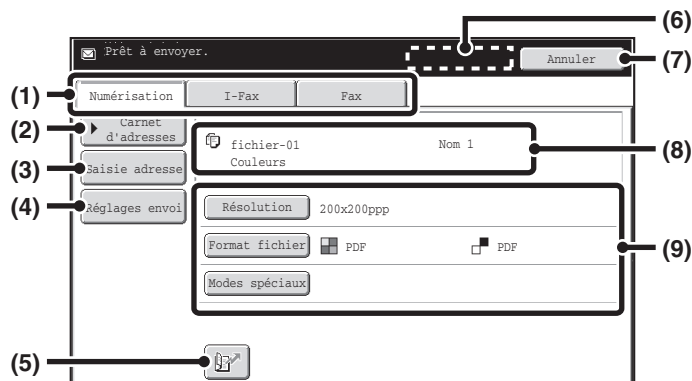 (6)
Prêt à envoyer.
Annuler
(7)
(1)
Numérisation
I-Fax
Fax
(2)
Carnet
d'adresses
fichier-01
Nom 1
(8)
Couleurs
(3)
Saisie adresse
(4)
Réglages envoi
Résolution
200x200ppp
Format fichier
PDF
PDF
(9)
Modes spéciaux
(5)